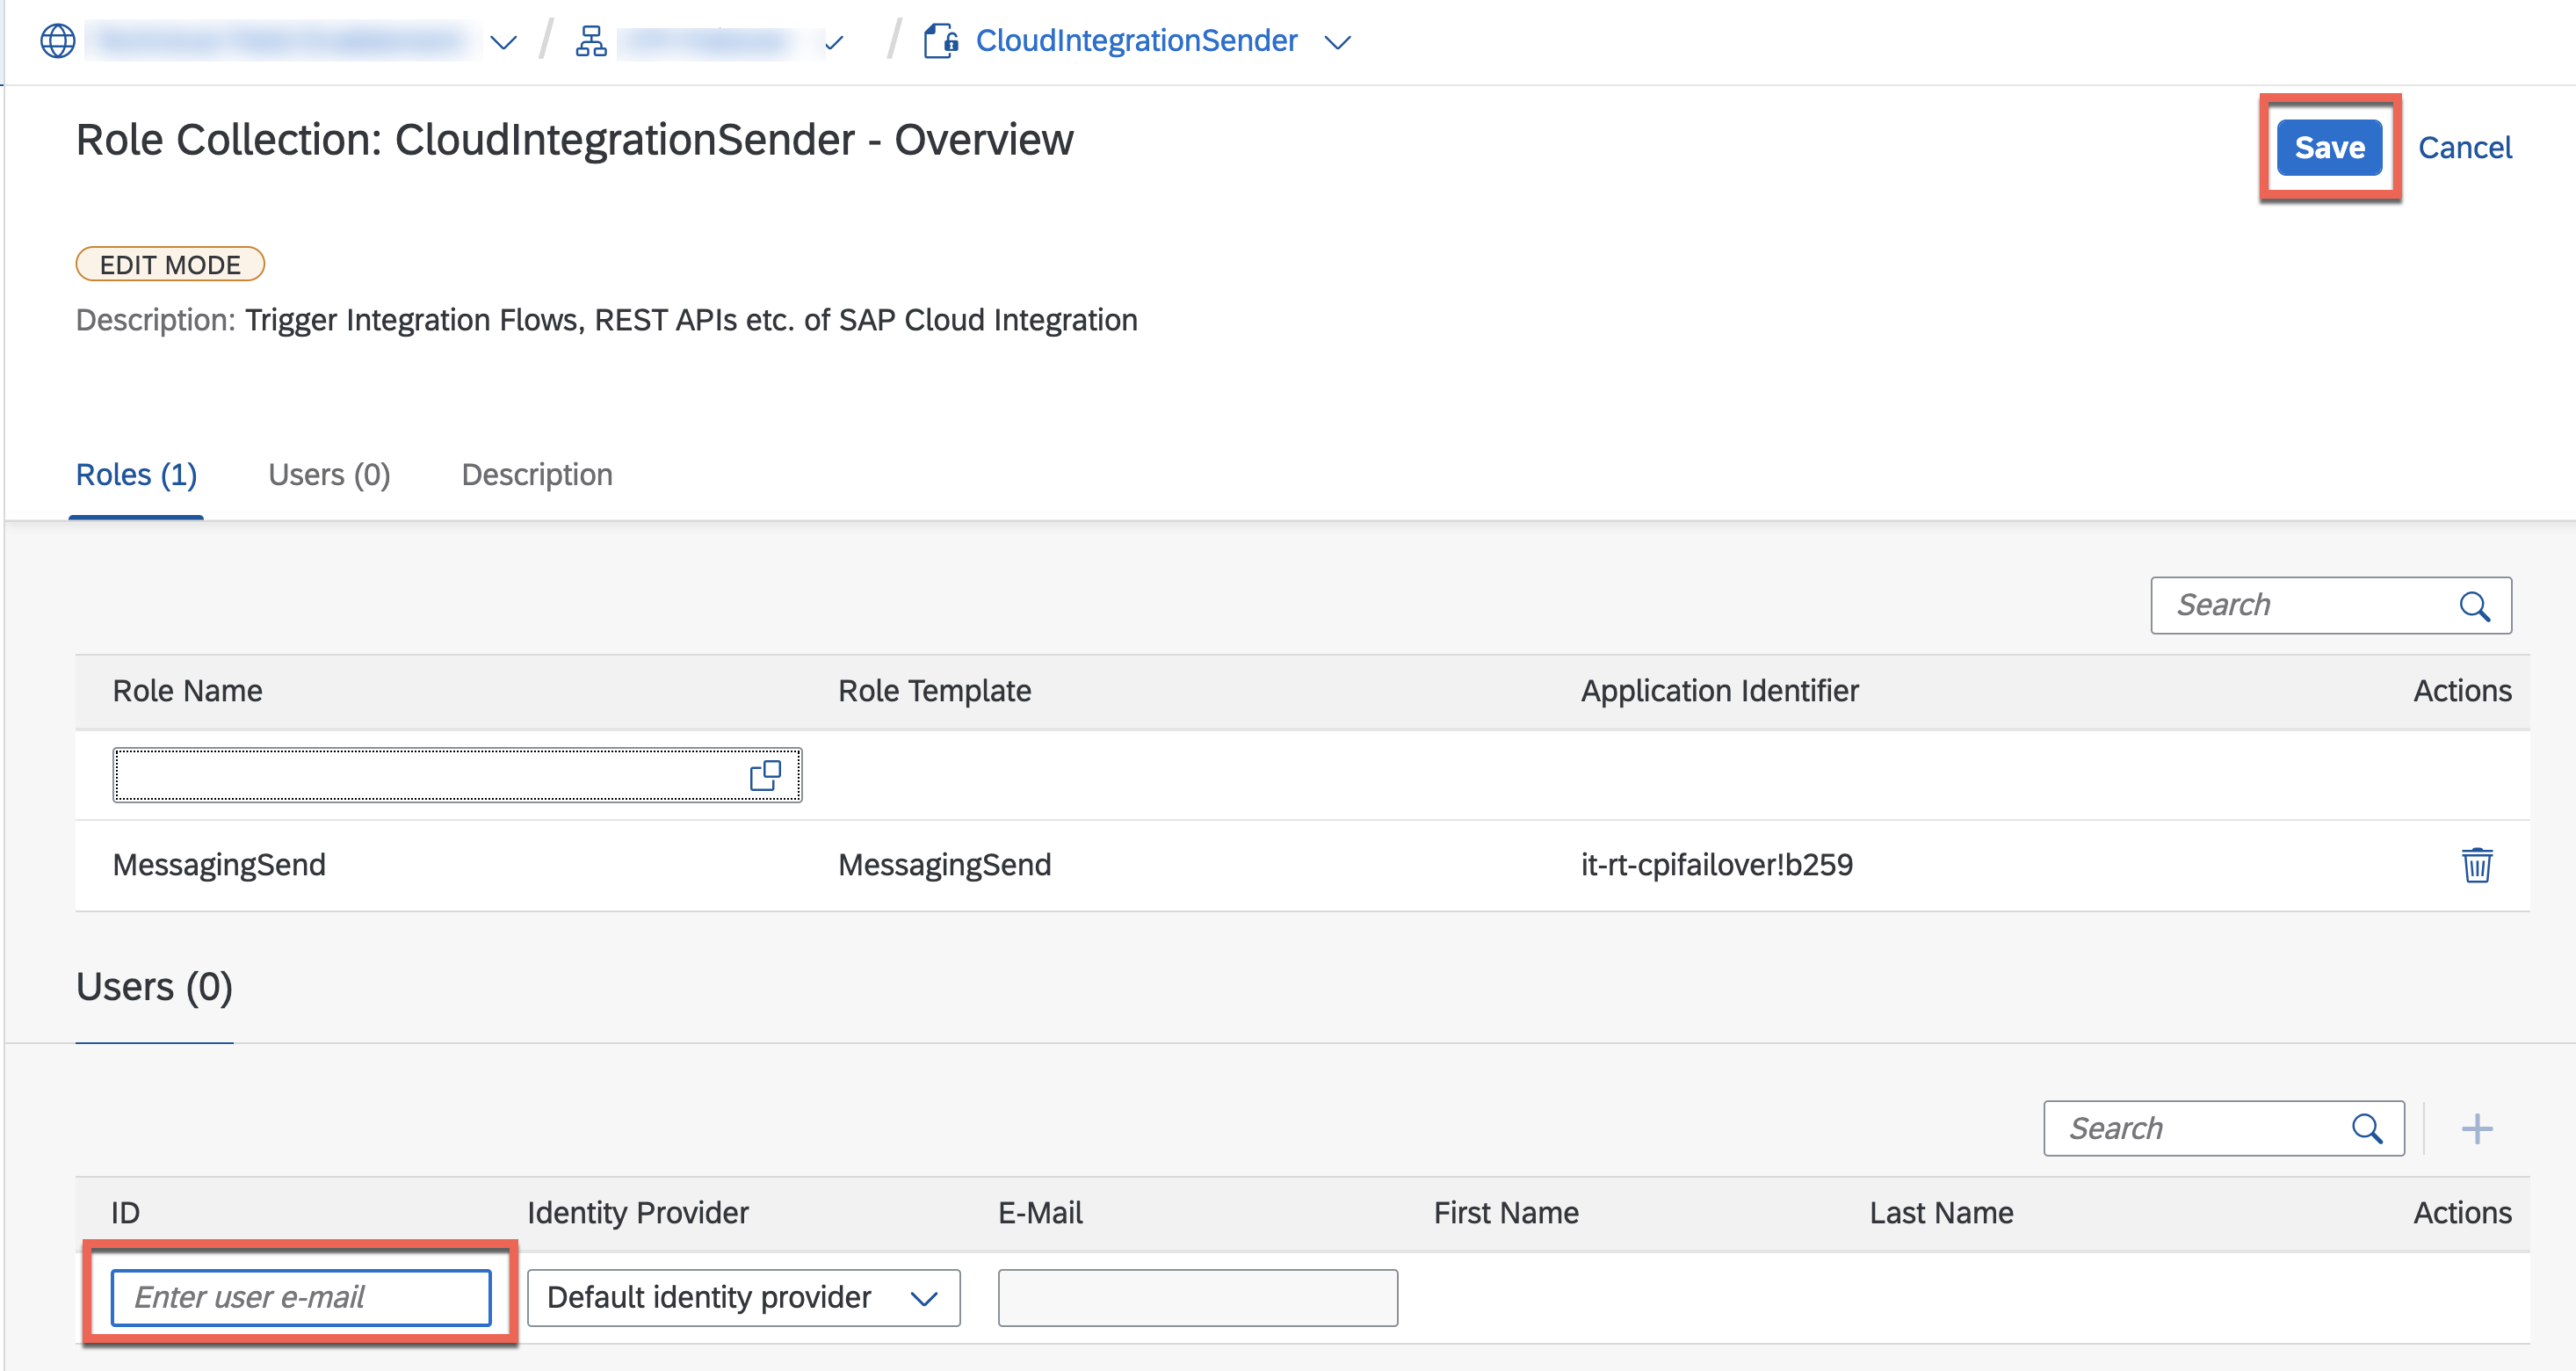 CloudIntegrationSender
Role Collection: CloudIntegrationSender - Overview
Save Cancel
EDIT MODE
Description: Trigger Integration Flows, REST APIs etc. of SAP Cloud Integration
Roles (1) Users (0) Description
Search
Role Name Role Template Application Identifier Actions
MessagingSend MessagingSend it-rt-cpifailover!b259
Users (0)
Search
ID Identity Provider E-Mail First Name Last Name Actions
Enter user e-mail Default identity provider